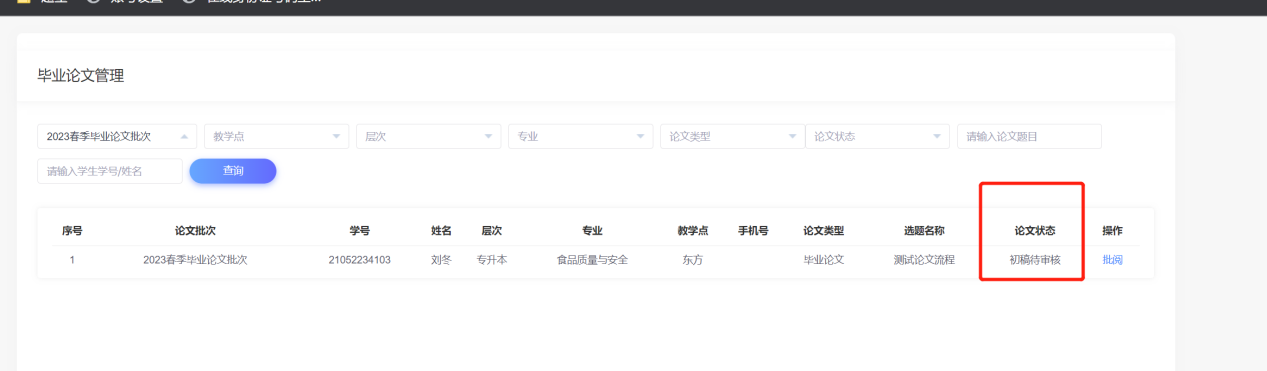 毕业论文管理
2023春季毕业论文批次 教学点 层次 专业 论文类型 论文状态 请输入论文题目
请输入学生学号/姓名 查询
序号 论文批次 学号 姓名 层次 专业 教学点 手机号 论文类型 选题名称 论文状态 操作
1 2023春季毕业论文批次 21052234103 刘冬 专升本 食品质量与安全 东方 毕业论文 测试论文流程 初稿待审核 批阅